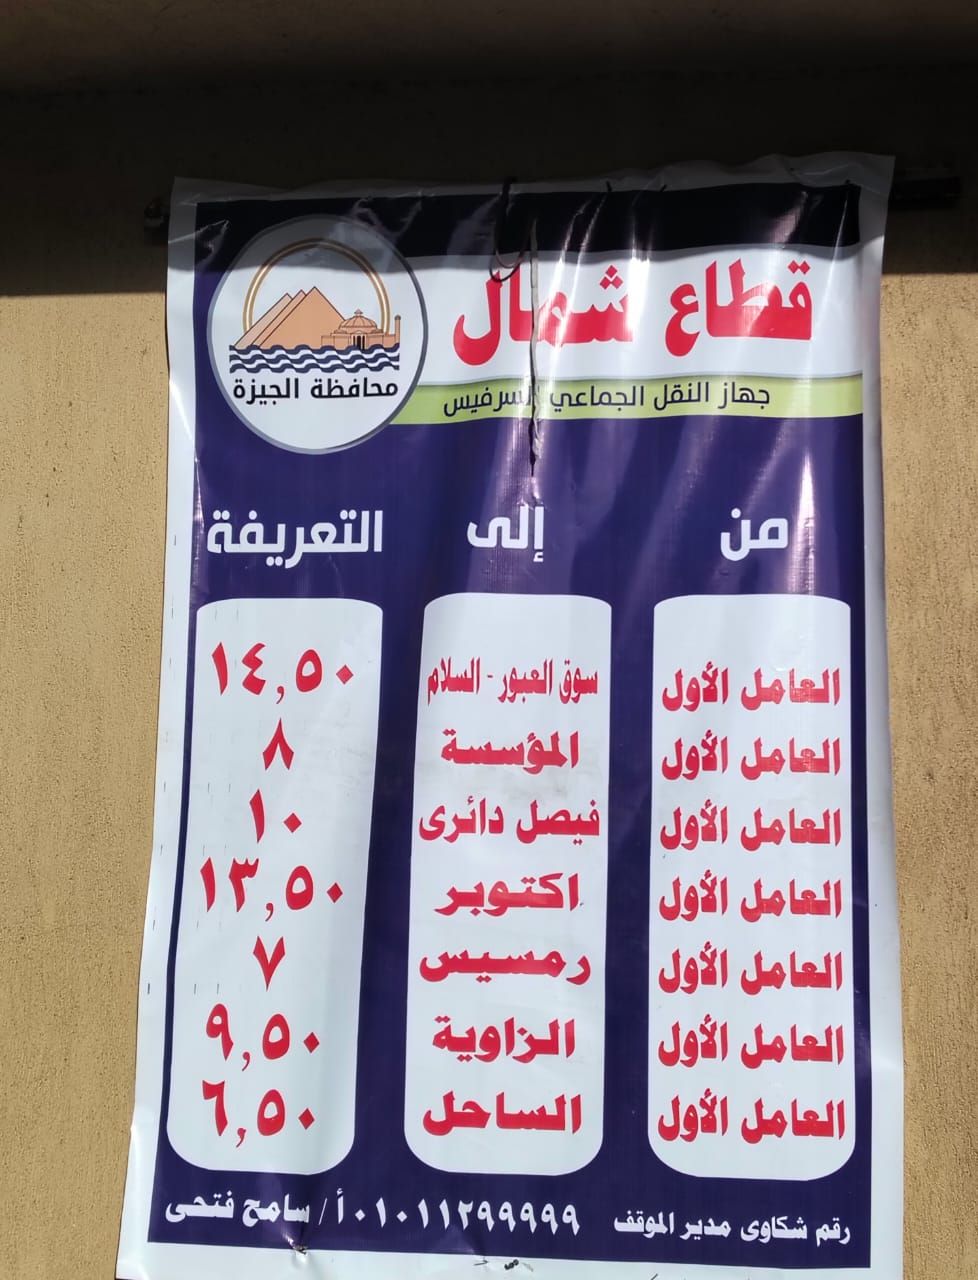 قطاع شمال
جهاز النقل الجماعي السرفيس
محافظة الجيزة
من إلى التعريفة
العامل الأول سوق العبور - السلام ١٤,٥٠
العامل الأول المؤسسة ٨
العامل الأول فيصل دائرى ١٠
العامل الأول اكتوبر ١٣,٥٠
العامل الأول رمسيس ٧
العامل الأول الزاوية ٩,٥٠
العامل الأول الساحل ٦,٥٠
رقم شكاوى مدير الموقف ٠١٠١١٢٩٩٩٩٩ أ/ سامح فتحى